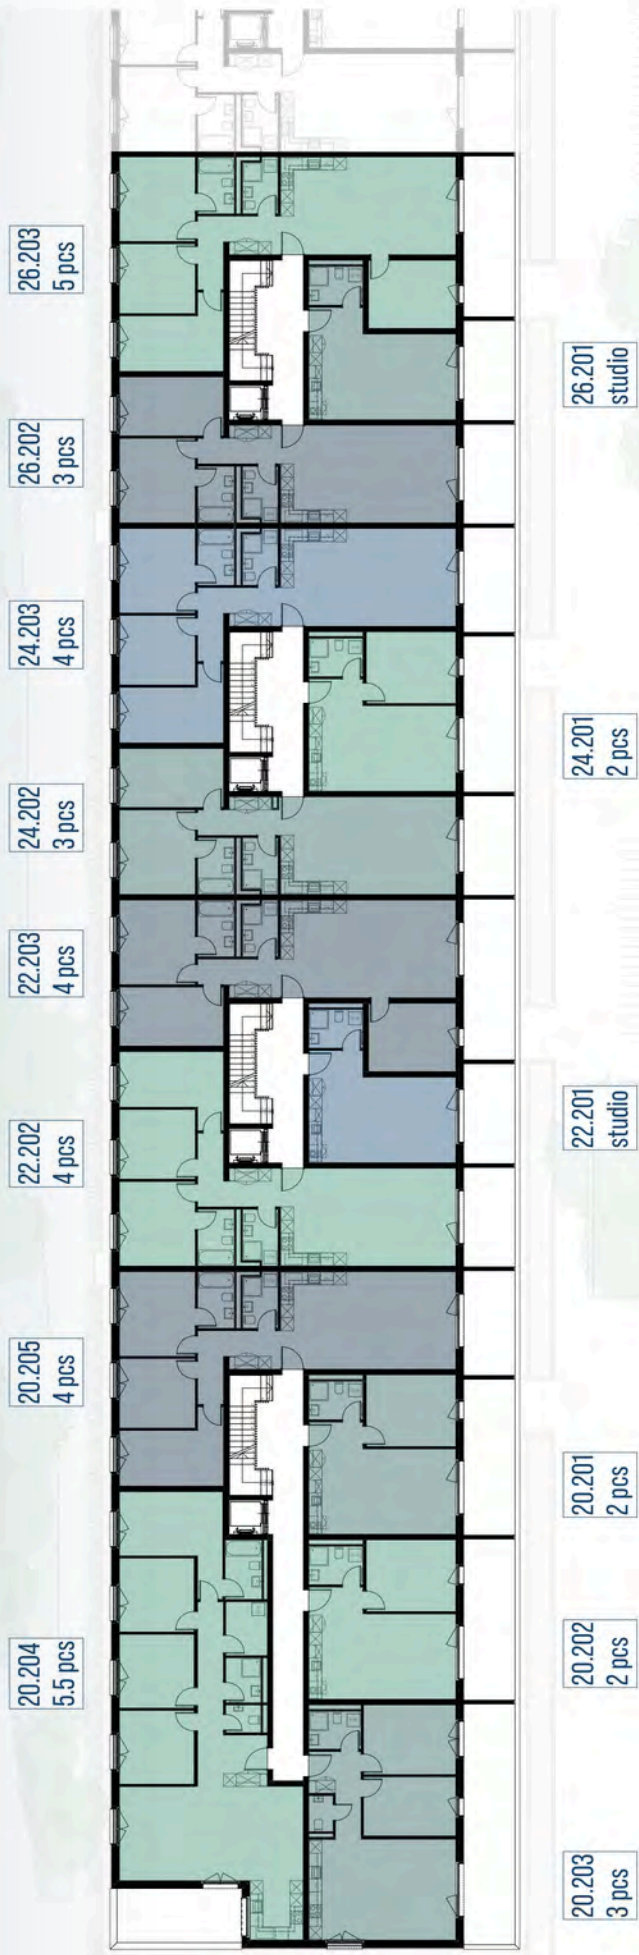 26.203
5 pcs
26.201
studio
26.202
3 pcs
24.203
4 pcs
24.201
2 pcs
24.202
3 pcs
22.203
4 pcs
22.201
studio
22.202
4 pcs
20.205
4 pcs
20.201
2 pcs
20.204
5.5 pcs
20.202
2 pcs
20.203
3 pcs